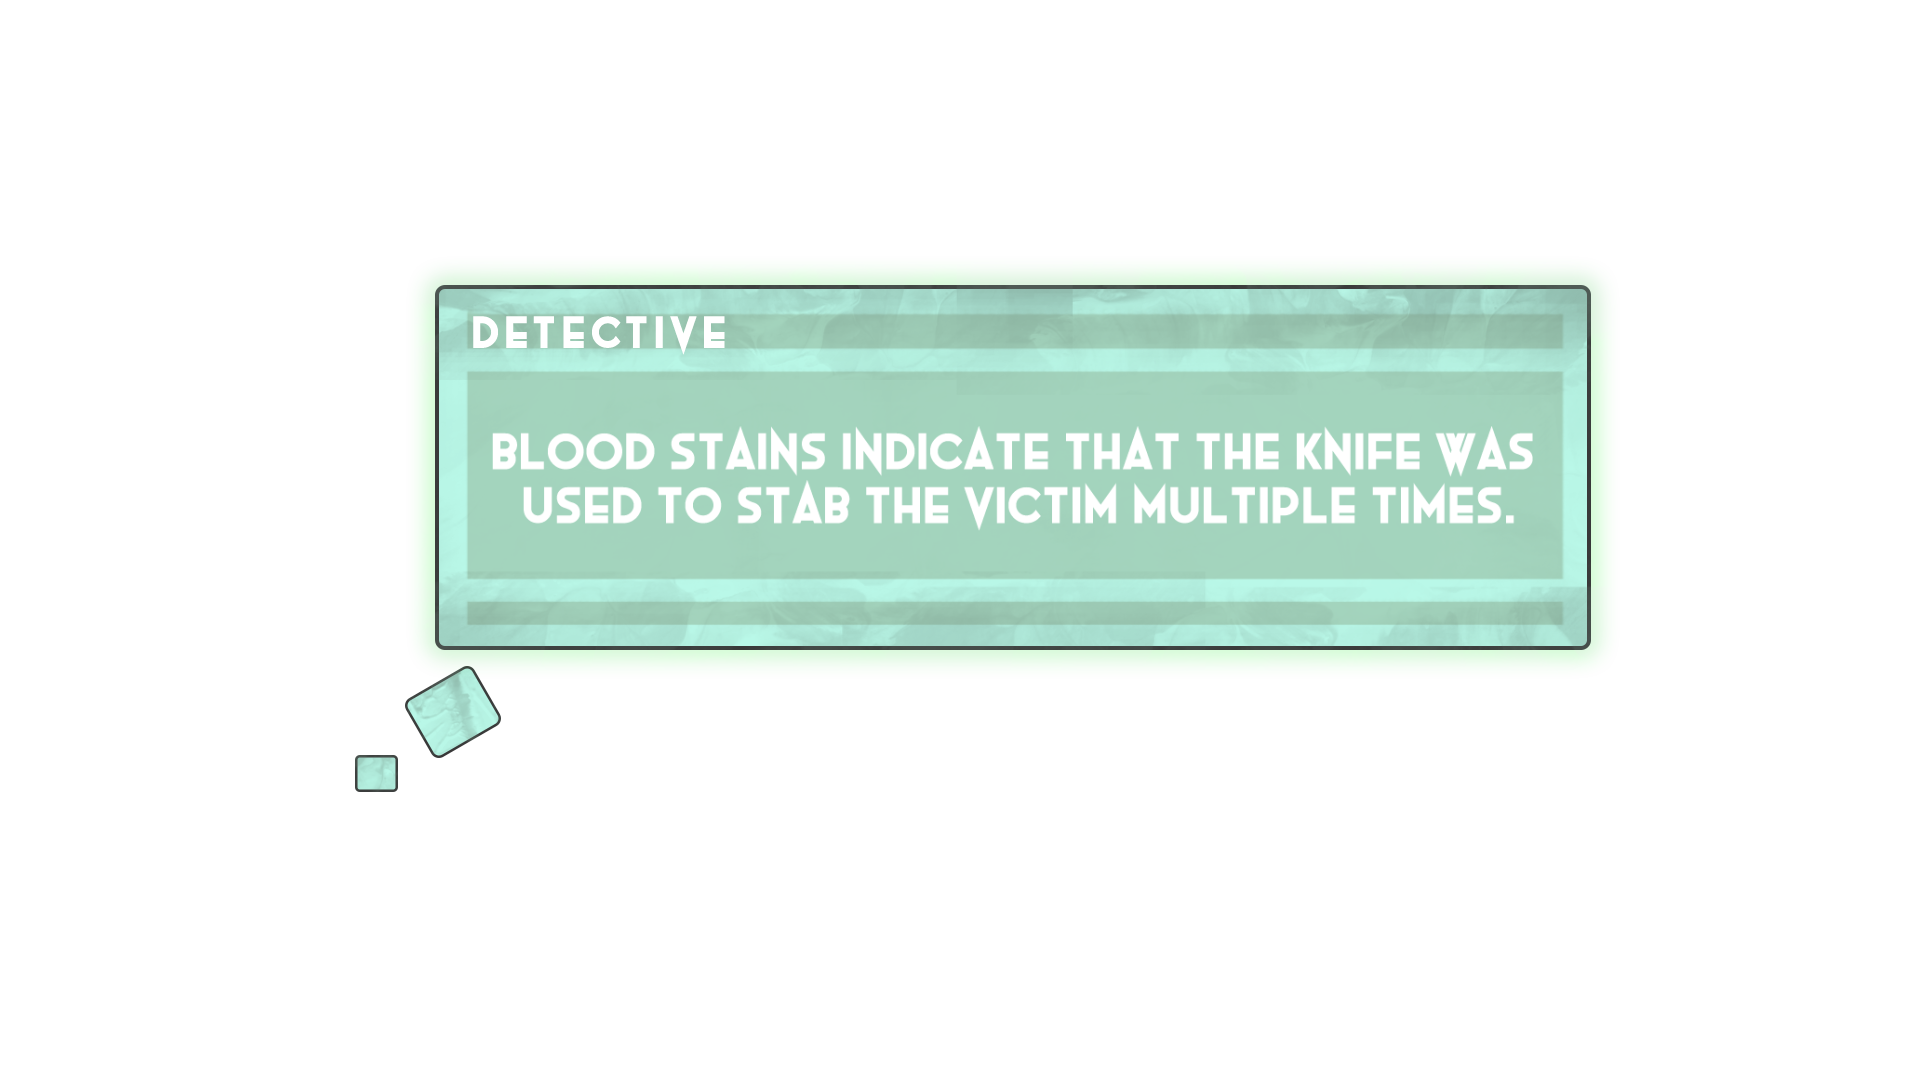 DETECTIVE
BLOOD STAINS INDICATE THAT THE KNIFE WAS
USED TO STAB THE VICTIM MULTIPLE TIMES.